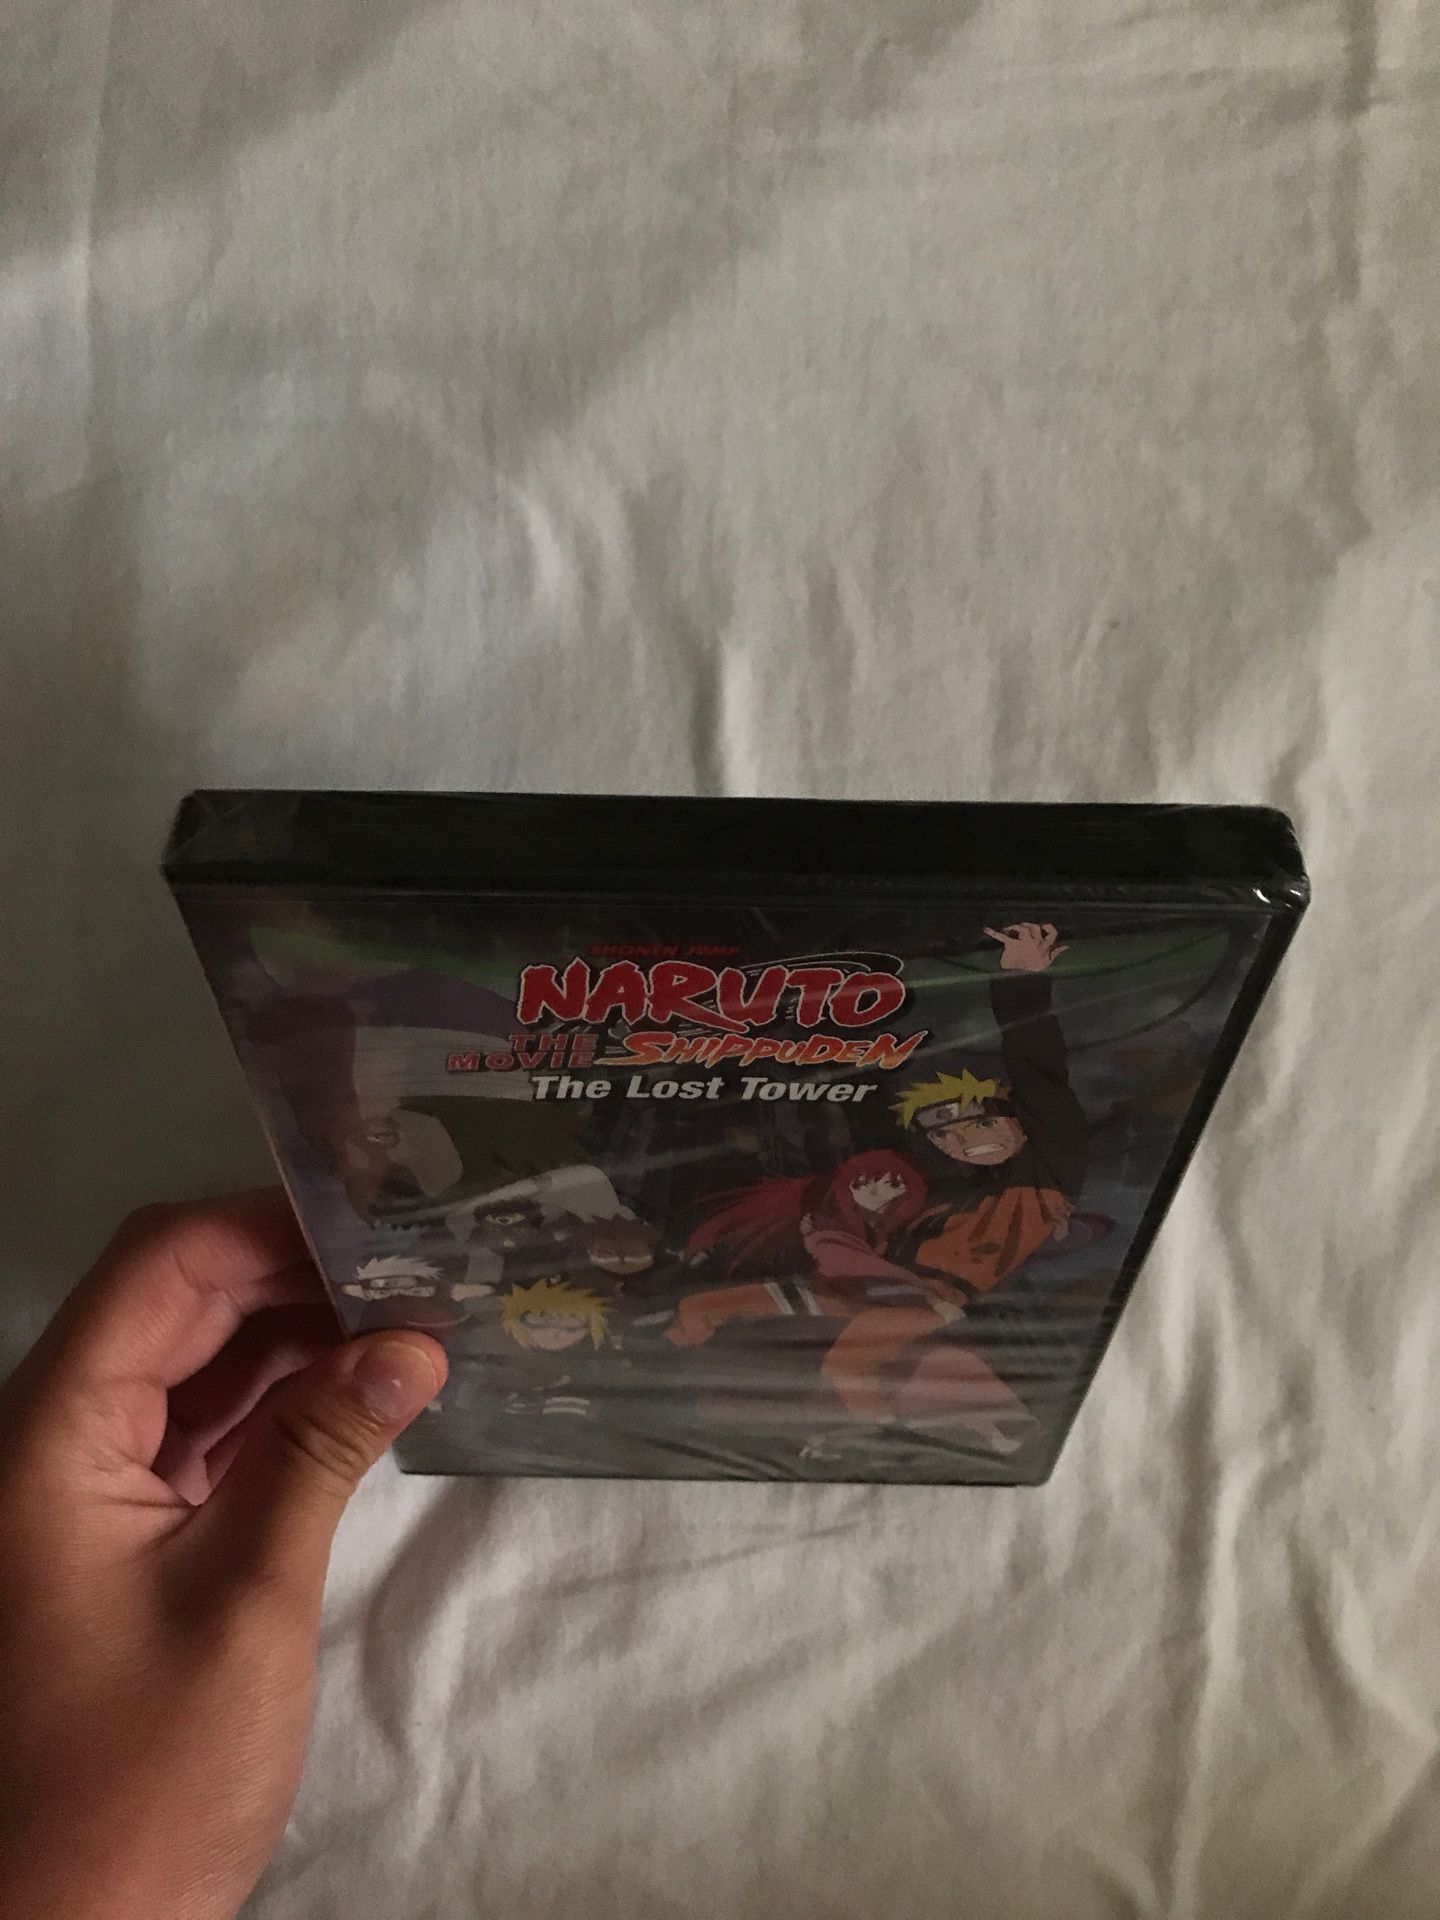 SHONEN JUMP
NARUTO
THE MOVIE SHIPPUDEN
The Lost Tower